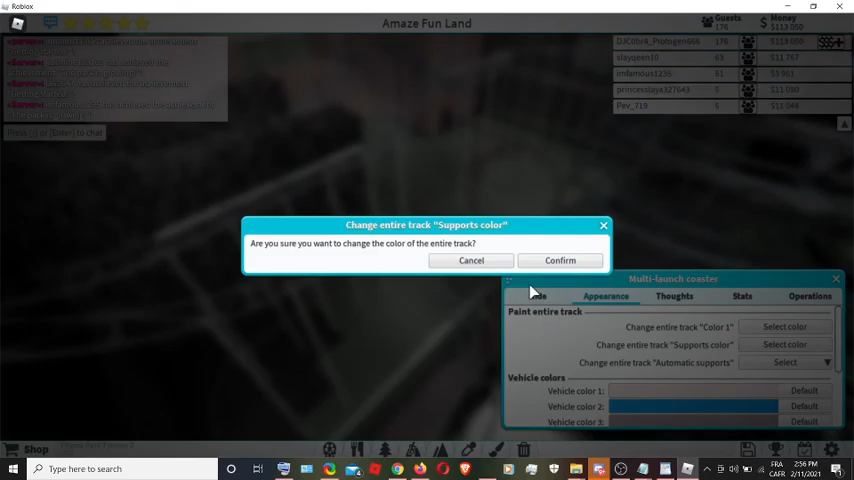 Roblox
Amaze Fun Land
Guests
176
Money
$113 050
DJC0brA_Protogen666 176 $113 050
slayqeen10 63 $11 767
imfamous1235 51 $3 961
princesslaya327643 5 $11 090
Pev_719 5 $11 048
Press [/] or [Enter] to chat
Change entire track "Supports color"
Are you sure you want to change the color of the entire track?
Cancel
Confirm
Multi-launch coaster
Appearance
Thoughts
Stats
Operations
Paint entire track
Change entire track "Color 1"
Select color
Change entire track "Supports color"
Select color
Change entire track "Automatic supports"
Select
Vehicle colors
Vehicle color 1:
Default
Vehicle color 2:
Default
Vehicle color 3:
Default
Shop
Type here to search
FRA
CAFR
2:56 PM
2/11/2021